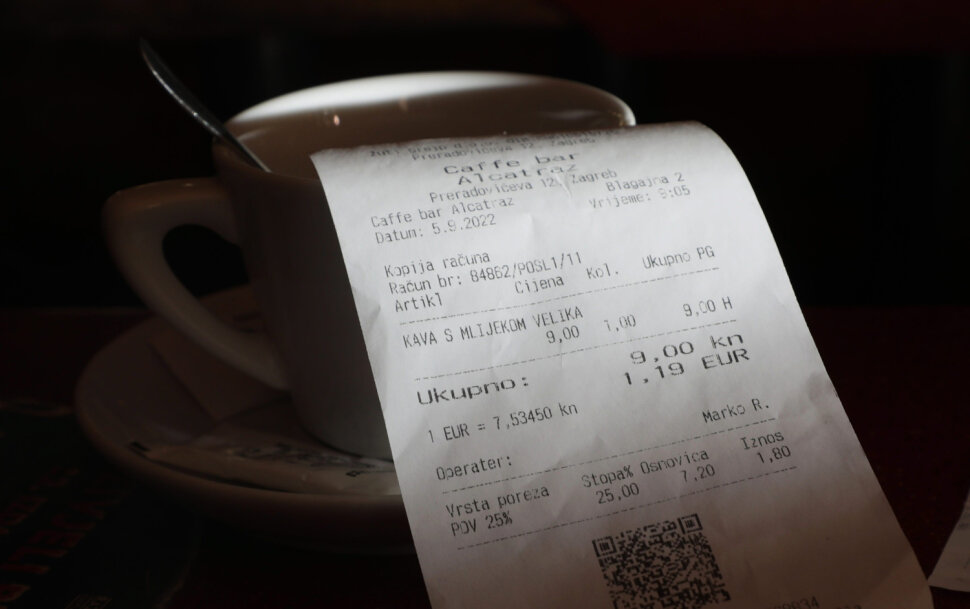 Preradovićeva 12, Zagreb
Caffe bar
Alcatraz
Preradovićeva 12, Zagreb
Caffe bar Alcatraz Blagajna 2
Datum: 5.9.2022 Vrijeme: 8:05
Kopija računa
Račun br: 84862/POSL1/11
Artikl Cijena Kol. Ukupno PG
KAVA S MLIJEKOM VELIKA
9,00 1,00 9,00 H
Ukupno: 9,00 kn
1,19 EUR
1 EUR = 7,53450 kn
Operater: Marko R.
Vrsta poreza Stopa% Osnovica Iznos
PDV 25% 25,00 7,20 1,80